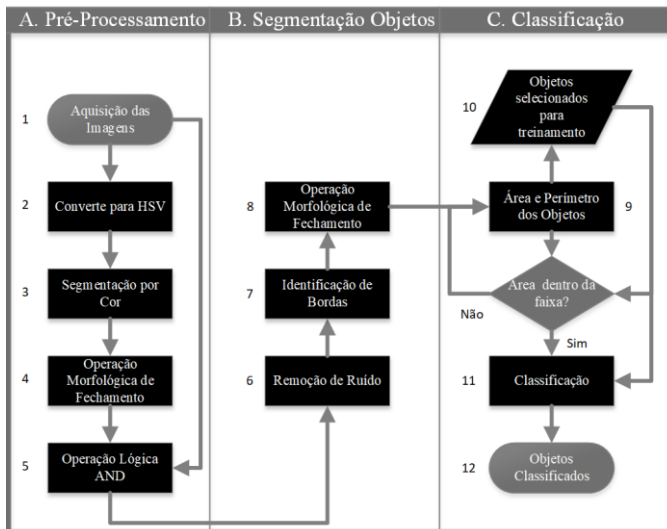 A. Pré-Processamento
B. Segmentação Objetos
C. Classificação
1
Aquisição das
Imagens
2
Converte para HSV
3
Segmentação por
Cor
4
Operação
Morfológica de
Fechamento
5
Operação Lógica
AND
6
Remoção de Ruído
7
Identificação de
Bordas
8
Operação
Morfológica de
Fechamento
9
Área e Perímetro
dos Objetos
10
Objetos
selecionados
para
treinamento
Área dentro da
faixa?
Não
Sim
11
Classificação
12
Objetos
Classificados